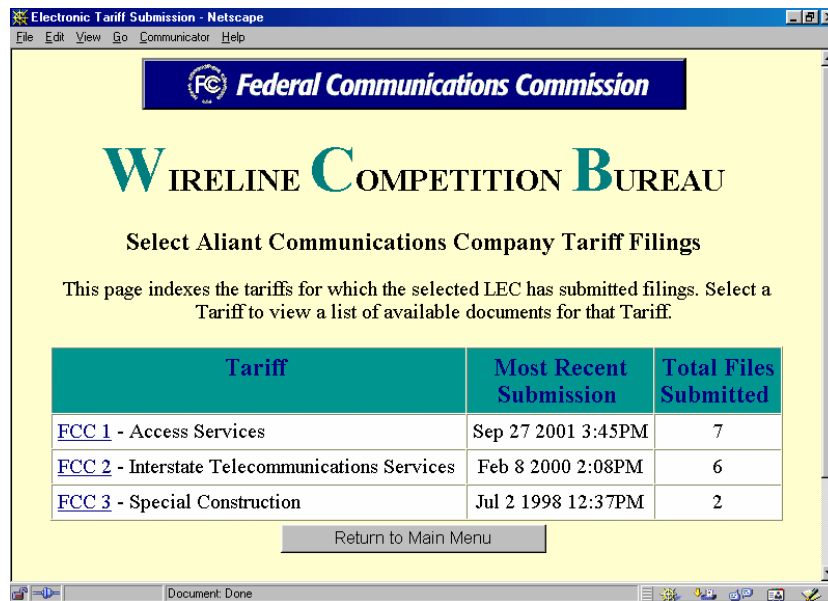 Electronic Tariff Submission - Netscape
File Edit View Go Communicator Help
FCC Federal Communications Commission
WIRELINE COMPETITION BUREAU
Select Aliant Communications Company Tariff Filings
This page indexes the tariffs for which the selected LEC has submitted filings. Select a
Tariff to view a list of available documents for that Tariff.
Tariff Most Recent Submission Total Files Submitted
FCC 1 - Access Services Sep 27 2001 3:45PM 7
FCC 2 - Interstate Telecommunications Services Feb 8 2000 2:08PM 6
FCC 3 - Special Construction Jul 2 1998 12:37PM 2
Return to Main Menu
Document: Done